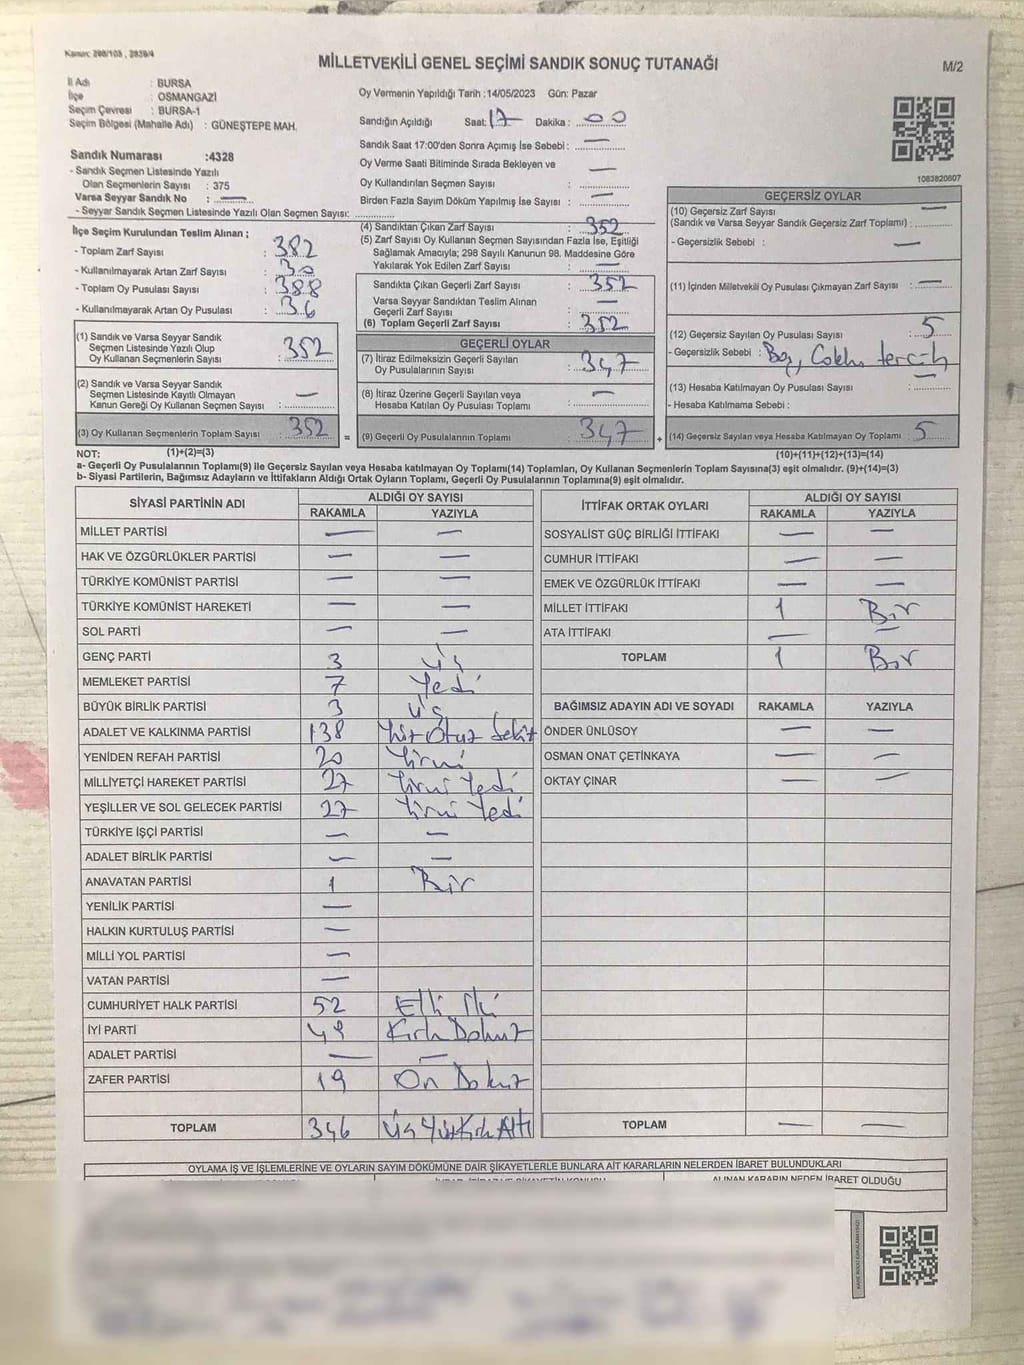 Kanun: 298/105 , 2839/4
MİLLETVEKİLİ GENEL SEÇİMİ SANDIK SONUÇ TUTANAĞI
M/2
İl Adı : BURSA
İlçe : OSMANGAZİ
Seçim Çevresi : BURSA-1
Seçim Bölgesi (Mahalle Adı) : GÜNEŞTEPE MAH.
Oy Vermenin Yapıldığı Tarih :14/05/2023 Gün: Pazar
Sandığın Açıldığı Saat: 17 Dakika : 00
Sandık Saat 17:00'den Sonra Açımış İse Sebebi : —
Oy Verme Saati Bitiminde Sırada Bekleyen ve
Oy Kullandırılan Seçmen Sayısı : —
Birden Fazla Sayım Döküm Yapılmış İse Sayısı : —
1083820607
Sandık Numarası :4328
- Sandık Seçmen Listesinde Yazılı
Olan Seçmenlerin Sayısı : 375
Varsa Seyyar Sandık No : —
- Seyyar Sandık Seçmen Listesinde Yazılı Olan Seçmen Sayısı:
İlçe Seçim Kurulundan Teslim Alınan ;
- Toplam Zarf Sayısı : 382
- Kullanılmayarak Artan Zarf Sayısı : 30
- Toplam Oy Pusulası Sayısı : 388
- Kullanılmayarak Artan Oy Pusulası : 36
(1) Sandık ve Varsa Seyyar Sandık
Seçmen Listesinde Yazılı Olup
Oy Kullanan Seçmenlerin Sayısı : 352
(2) Sandık ve Varsa Seyyar Sandık
Seçmen Listesinde Kayıtlı Olmayan
Kanun Gereği Oy Kullanan Seçmen Sayısı : —
(3) Oy Kullanan Seçmenlerin Toplam Sayısı : 352
(4) Sandıktan Çıkan Zarf Sayısı : 352
(5) Zarf Sayısı Oy Kullanan Seçmen Sayısından Fazla İse, Eşitliği
Sağlamak Amacıyla; 298 Sayılı Kanunun 98. Maddesine Göre
Yakılarak Yok Edilen Zarf Sayısı : —
Sandıkta Çıkan Geçerli Zarf Sayısı : 352
Varsa Seyyar Sandıktan Teslim Alınan
Geçerli Zarf Sayısı : —
(6) Toplam Geçerli Zarf Sayısı : 352
GEÇERLİ OYLAR
(7) İtiraz Edilmeksizin Geçerli Sayılan
Oy Pusulalarının Sayısı : 347
(8) İtiraz Üzerine Geçerli Sayılan veya
Hesaba Katılan Oy Pusulası Toplamı : —
= (9) Geçerli Oy Pusulalarının Toplamı : 347
GEÇERSİZ OYLAR
(10) Geçersiz Zarf Sayısı
(Sandık ve Varsa Seyyar Sandık Geçersiz Zarf Toplamı) : —
- Geçersizlik Sebebi : —
(11) İçinden Milletvekili Oy Pusulası Çıkmayan Zarf Sayısı : —
(12) Geçersiz Sayılan Oy Pusulası Sayısı : 5
- Geçersizlik Sebebi : Boş, Çoklu tercih
(13) Hesaba Katılmayan Oy Pusulası Sayısı : —
- Hesaba Katılmama Sebebi :
+ (14) Geçersiz Sayılan veya Hesaba Katılmayan Oy Toplamı : 5
NOT: (1)+(2)=(3)
(10)+(11)+(12)+(13)=(14)
a- Geçerli Oy Pusulalarının Toplamı(9) ile Geçersiz Sayılan veya Hesaba katılmayan Oy Toplamı(14) Toplamları, Oy Kullanan Seçmenlerin Toplam Sayısına(3) eşit olmalıdır. (9)+(14)=(3)
b- Siyasi Partilerin, Bağımsız Adayların ve İttifakların Aldığı Ortak Oyların Toplamı, Geçerli Oy Pusulalarının Toplamına(9) eşit olmalıdır.
SİYASİ PARTİNİN ADI ALDIĞI OY SAYISI
RAKAMLA YAZIYLA
MİLLET PARTİSİ — —
HAK VE ÖZGÜRLÜKLER PARTİSİ — —
TÜRKİYE KOMÜNİST PARTİSİ — —
TÜRKİYE KOMÜNİST HAREKETİ — —
SOL PARTİ — —
GENÇ PARTİ 3 üç
MEMLEKET PARTİSİ 7 Yedi
BÜYÜK BİRLİK PARTİSİ 3 üç
ADALET VE KALKINMA PARTİSİ 138 Yüz Otuz Sekiz
YENİDEN REFAH PARTİSİ 20 Yirmi
MİLLİYETÇİ HAREKET PARTİSİ 27 Yirmi Yedi
YEŞİLLER VE SOL GELECEK PARTİSİ 27 Yirmi Yedi
TÜRKİYE İŞÇİ PARTİSİ — —
ADALET BİRLİK PARTİSİ — —
ANAVATAN PARTİSİ 1 Bir
YENİLİK PARTİSİ —
HALKIN KURTULUŞ PARTİSİ —
MİLLİ YOL PARTİSİ —
VATAN PARTİSİ —
CUMHURİYET HALK PARTİSİ 52 Elli İki
İYİ PARTİ 49 Kırk Dokuz
ADALET PARTİSİ — —
ZAFER PARTİSİ 19 On Dokuz
TOPLAM 346 Üç Yüz Kırk Altı
İTTİFAK ORTAK OYLARI ALDIĞI OY SAYISI
RAKAMLA YAZIYLA
SOSYALİST GÜÇ BİRLİĞİ İTTİFAKI — —
CUMHUR İTTİFAKI — —
EMEK VE ÖZGÜRLÜK İTTİFAKI — —
MİLLET İTTİFAKI 1 Bir
ATA İTTİFAKI — —
TOPLAM 1 Bir
BAĞIMSIZ ADAYIN ADI VE SOYADI RAKAMLA YAZIYLA
ÖNDER ÜNLÜSOY — —
OSMAN ONAT ÇETİNKAYA — —
OKTAY ÇINAR — —
TOPLAM — —
OYLAMA İŞ VE İŞLEMLERİNE VE OYLARIN SAYIM DÖKÜMÜNE DAİR ŞİKAYETLERLE BUNLARA AİT KARARLARIN NELERDEN İBARET BULUNDUKLARI
ALINAN KARARIN NEDEN İBARET OLDUĞU